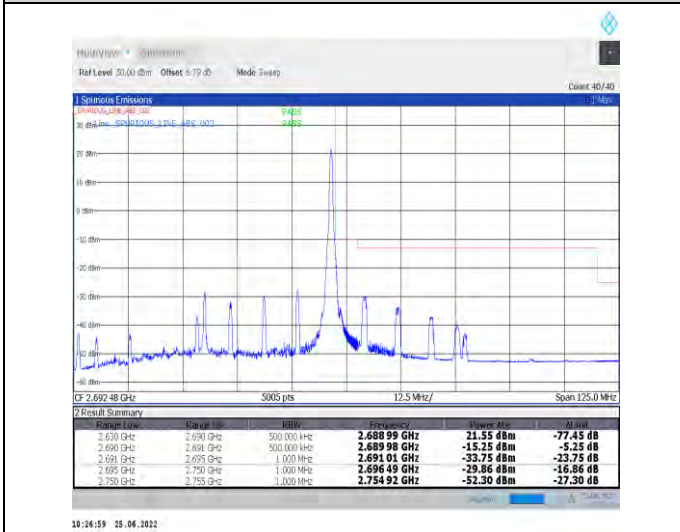 MultiView Spectrum
Ref Level 30.00 dBm Offset 6.79 dB Mode Sweep
Count 40/40
1 Spurious Emissions
_SPURIOUS_LINE_ABS_002 PASS
30 dBm Line _SPURIOUS_LINE_ABS_002 PASS
20 dBm
10 dBm
0 dBm
-10 dBm
-20 dBm
-30 dBm
-40 dBm
-50 dBm
-60 dBm
CF 2.69248 GHz 5005 pts 12.5 MHz/ Span 125.0 MHz
2 Result Summary
Range Low Range Up RBW Frequency Power Abs ΔLimit
2.630 GHz 2.690 GHz 500.000 kHz 2.688 99 GHz 21.55 dBm -77.45 dB
2.690 GHz 2.691 GHz 500.000 kHz 2.689 98 GHz -15.25 dBm -5.25 dB
2.691 GHz 2.695 GHz 1.000 MHz 2.691 01 GHz -33.75 dBm -23.75 dB
2.695 GHz 2.750 GHz 1.000 MHz 2.696 49 GHz -29.86 dBm -16.86 dB
2.750 GHz 2.755 GHz 1.000 MHz 2.754 92 GHz -52.30 dBm -27.30 dB
10:26:59 25.06.2022